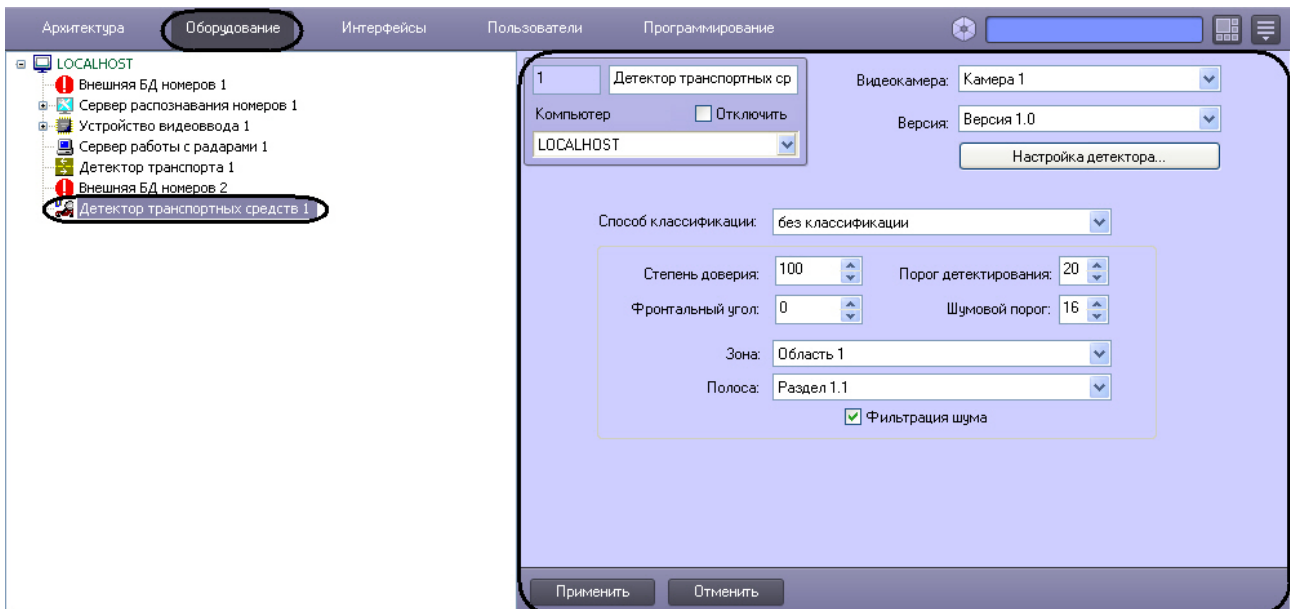 Архитектура Оборудование Интерфейсы Пользователи Программирование
LOCALHOST
Внешняя БД номеров 1
Сервер распознавания номеров 1
Устройство видеоввода 1
Сервер работы с радарами 1
Детектор транспорта 1
Внешняя БД номеров 2
Детектор транспортных средств 1
1 Детектор транспортных ср
Компьютер Отключить
LOCALHOST
Видеокамера: Камера 1
Версия: Версия 1.0
Настройка детектора...
Способ классификации: без классификации
Степень доверия: 100 Порог детектирования: 20
Фронтальный угол: 0 Шумовой порог: 16
Зона: Область 1
Полоса: Раздел 1.1
Фильтрация шума
Применить Отменить